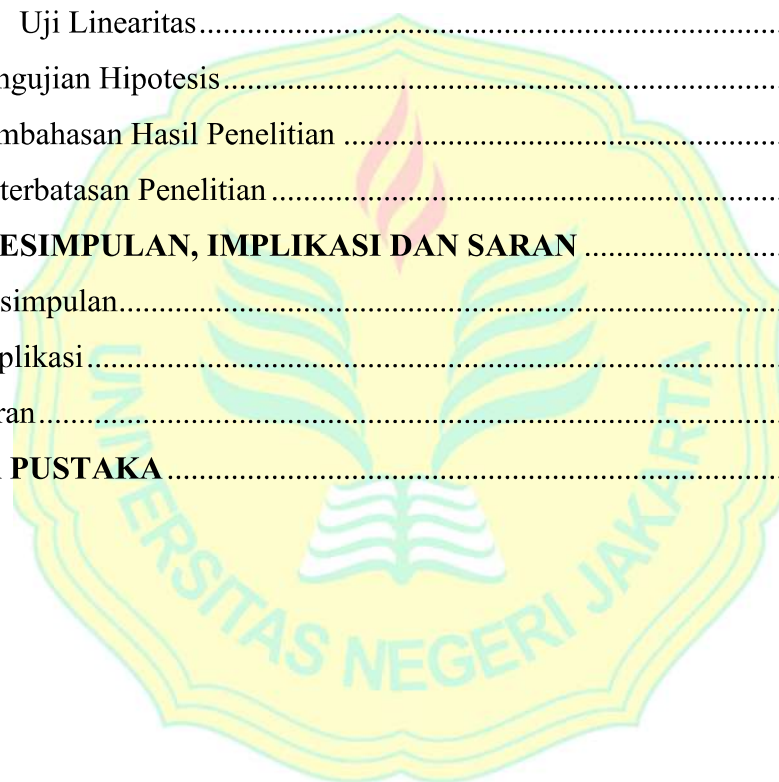 Uji Linearitas....................................................................
ngujian Hipotesis....................................................................
mbahasan Hasil Penelitian ....................................................................
terbatasan Penelitian....................................................................
ESIMPULAN, IMPLIKASI DAN SARAN ....................................................................
simpulan....................................................................
plikasi....................................................................
ran....................................................................
PUSTAKA....................................................................
UNIVERSITAS NEGERI JAKARTA